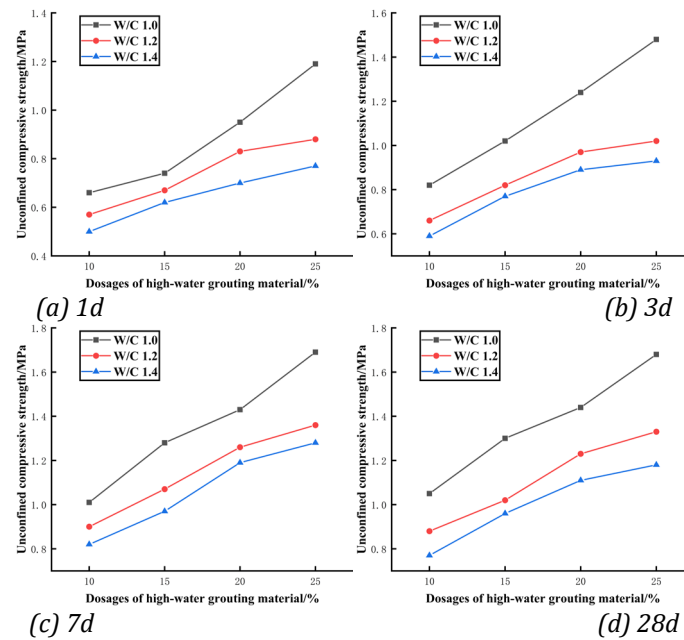 W/C 1.0
W/C 1.2
W/C 1.4
Unconfined compressive strength/MPa
1.4
1.2
1.0
0.8
0.6
0.4
10 15 20 25
Dosages of high-water grouting material/%
(a) 1d
W/C 1.0
W/C 1.2
W/C 1.4
Unconfined compressive strength/MPa
1.6
1.4
1.2
1.0
0.8
0.6
10 15 20 25
Dosages of high-water grouting material/%
(b) 3d
W/C 1.0
W/C 1.2
W/C 1.4
Unconfined compressive strength/MPa
1.8
1.6
1.4
1.2
1.0
0.8
10 15 20 25
Dosages of high-water grouting material/%
(c) 7d
W/C 1.0
W/C 1.2
W/C 1.4
Unconfined compressive strength/MPa
1.8
1.6
1.4
1.2
1.0
0.8
10 15 20 25
Dosages of high-water grouting material/%
(d) 28d